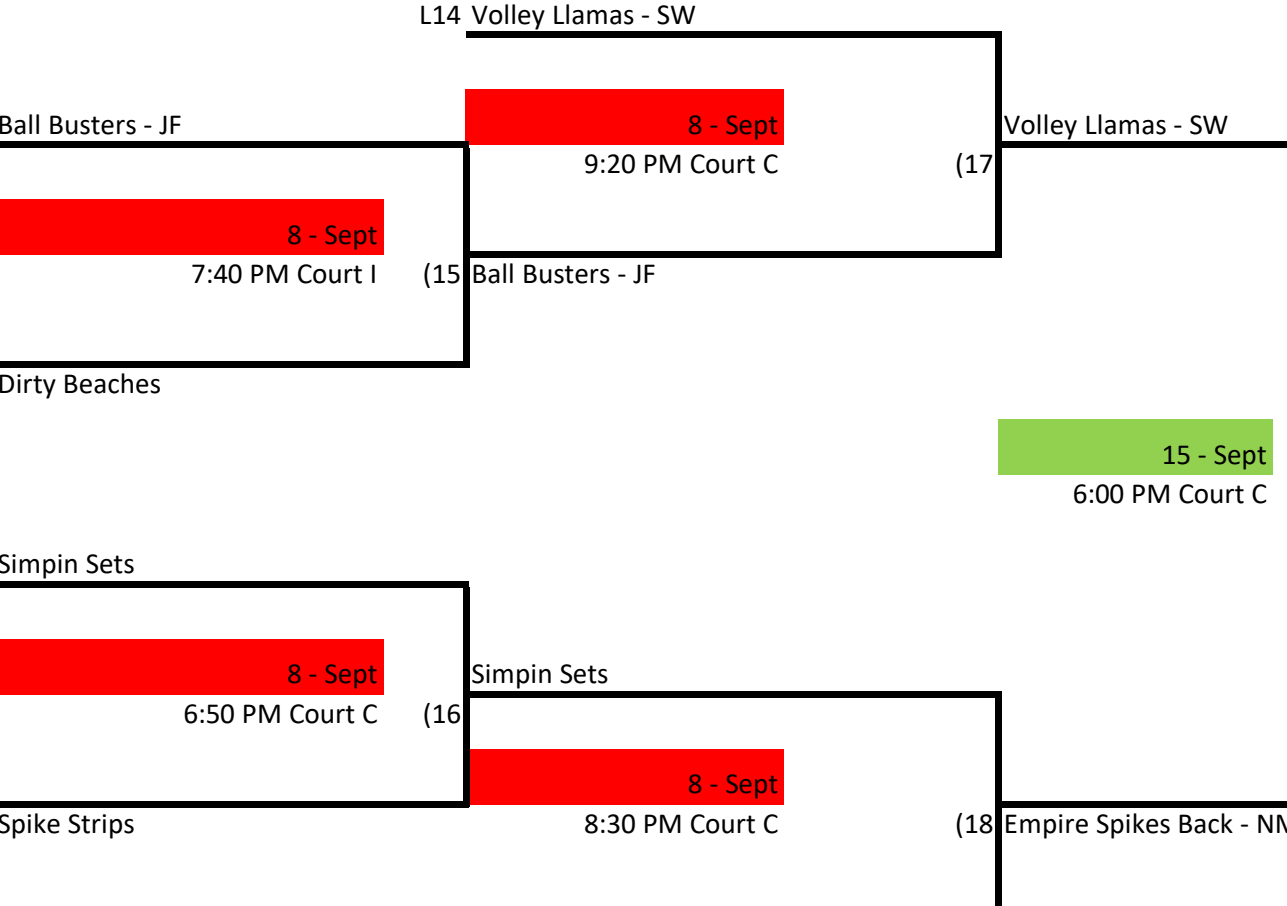 L14 Volley Llamas - SW
Ball Busters - JF
8 - Sept
Volley Llamas - SW
9:20 PM Court C (17
8 - Sept
7:40 PM Court I (15 Ball Busters - JF
Dirty Beaches
15 - Sept
6:00 PM Court C
Simpin Sets
8 - Sept
Simpin Sets
6:50 PM Court C (16
8 - Sept
Spike Strips
8:30 PM Court C (18 Empire Spikes Back -